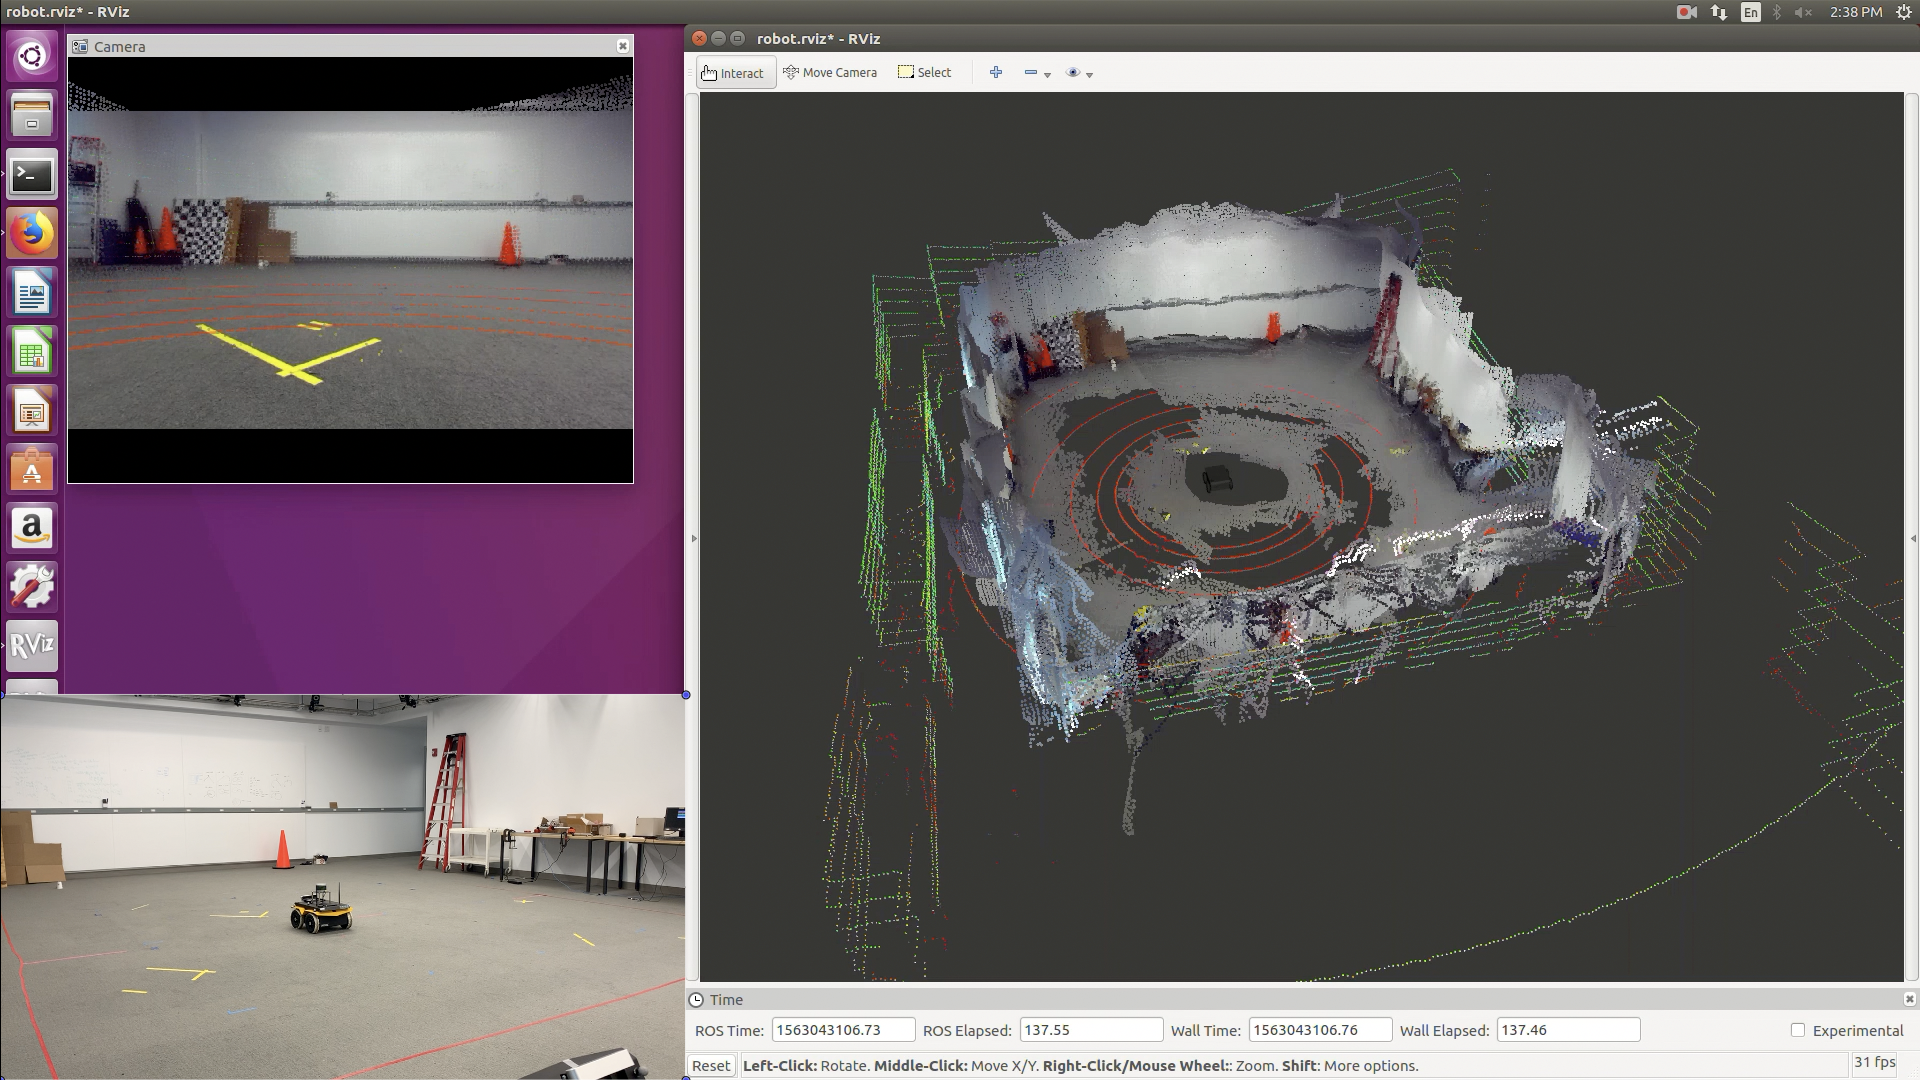 robot.rviz* - RViz
En
2:38 PM
Camera
robot.rviz* - RViz
Interact
Move Camera
Select
>_
A
a
RViz
Time
ROS Time: 1563043106.73 ROS Elapsed: 137.55 Wall Time: 1563043106.76 Wall Elapsed: 137.46 Experimental
Reset Left-Click: Rotate. Middle-Click: Move X/Y. Right-Click/Mouse Wheel:: Zoom. Shift: More options. 31 fps